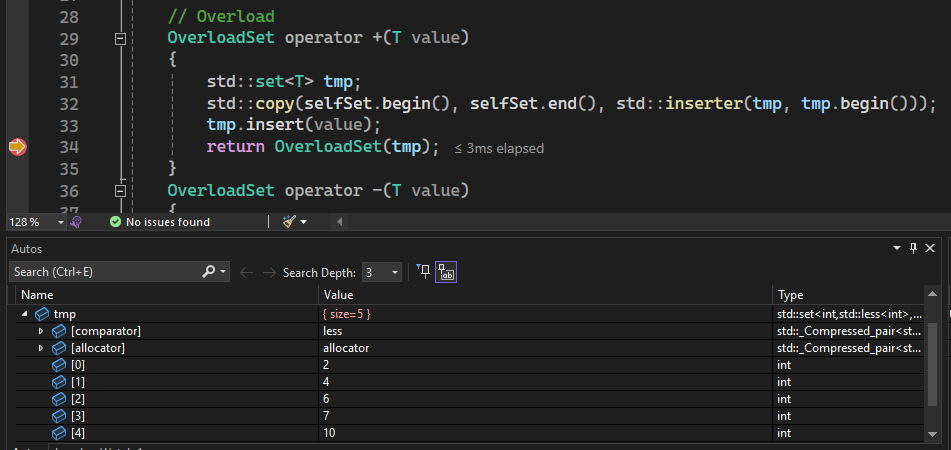 28 // Overload
29 OverloadSet operator +(T value)
30 {
31 std::set<T> tmp;
32 std::copy(selfSet.begin(), selfSet.end(), std::inserter(tmp, tmp.begin()));
33 tmp.insert(value);
34 return OverloadSet(tmp); ≤ 3ms elapsed
35 }
36 OverloadSet operator -(T value)
37 {
128 % No issues found
Autos
Search (Ctrl+E) Search Depth: 3
Name Value Type
tmp { size=5 } std::set<int,std::less<int>,...
[comparator] less std::_Compressed_pair<st...
[allocator] allocator std::_Compressed_pair<st...
[0] 2 int
[1] 4 int
[2] 6 int
[3] 7 int
[4] 10 int